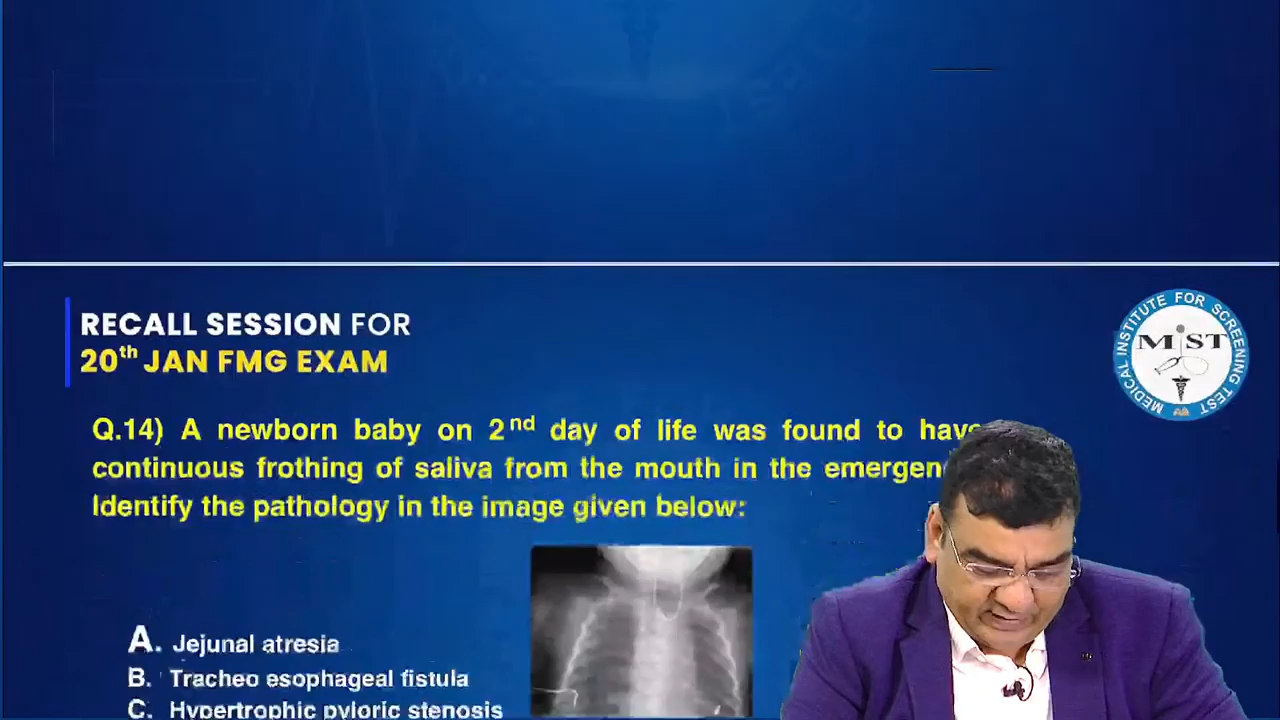 RECALL SESSION FOR
20th JAN FMG EXAM
MEDICAL INSTITUTE FOR SCREENING TEST
MIST
Q.14) A newborn baby on 2nd day of life was found to have
continuous frothing of saliva from the mouth in the emergen
Identify the pathology in the image given below:
A. Jejunal atresia
B. Tracheo esophageal fistula
C. Hypertrophic pyloric stenosis